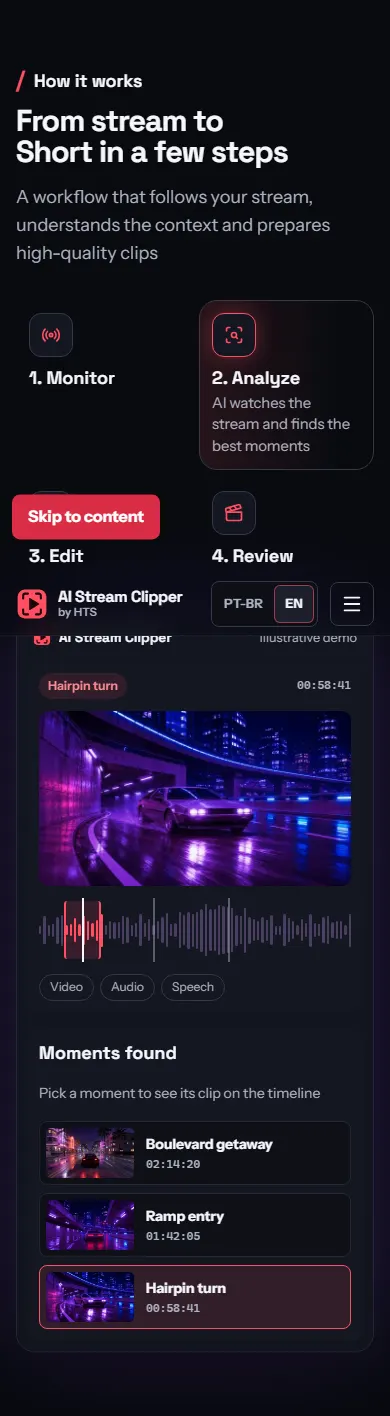 / How it works
From stream to
Short in a few steps
A workflow that follows your stream,
understands the context and prepares
high-quality clips
1. Monitor
2. Analyze
AI watches the
stream and finds the
best moments
Skip to content
3. Edit
4. Review
AI Stream Clipper
by HTS
PT-BR
EN
AI Stream Clipper
Illustrative demo
Hairpin turn
00:58:41
Video
Audio
Speech
Moments found
Pick a moment to see its clip on the timeline
Boulevard getaway
02:14:20
Ramp entry
01:42:05
Hairpin turn
00:58:41